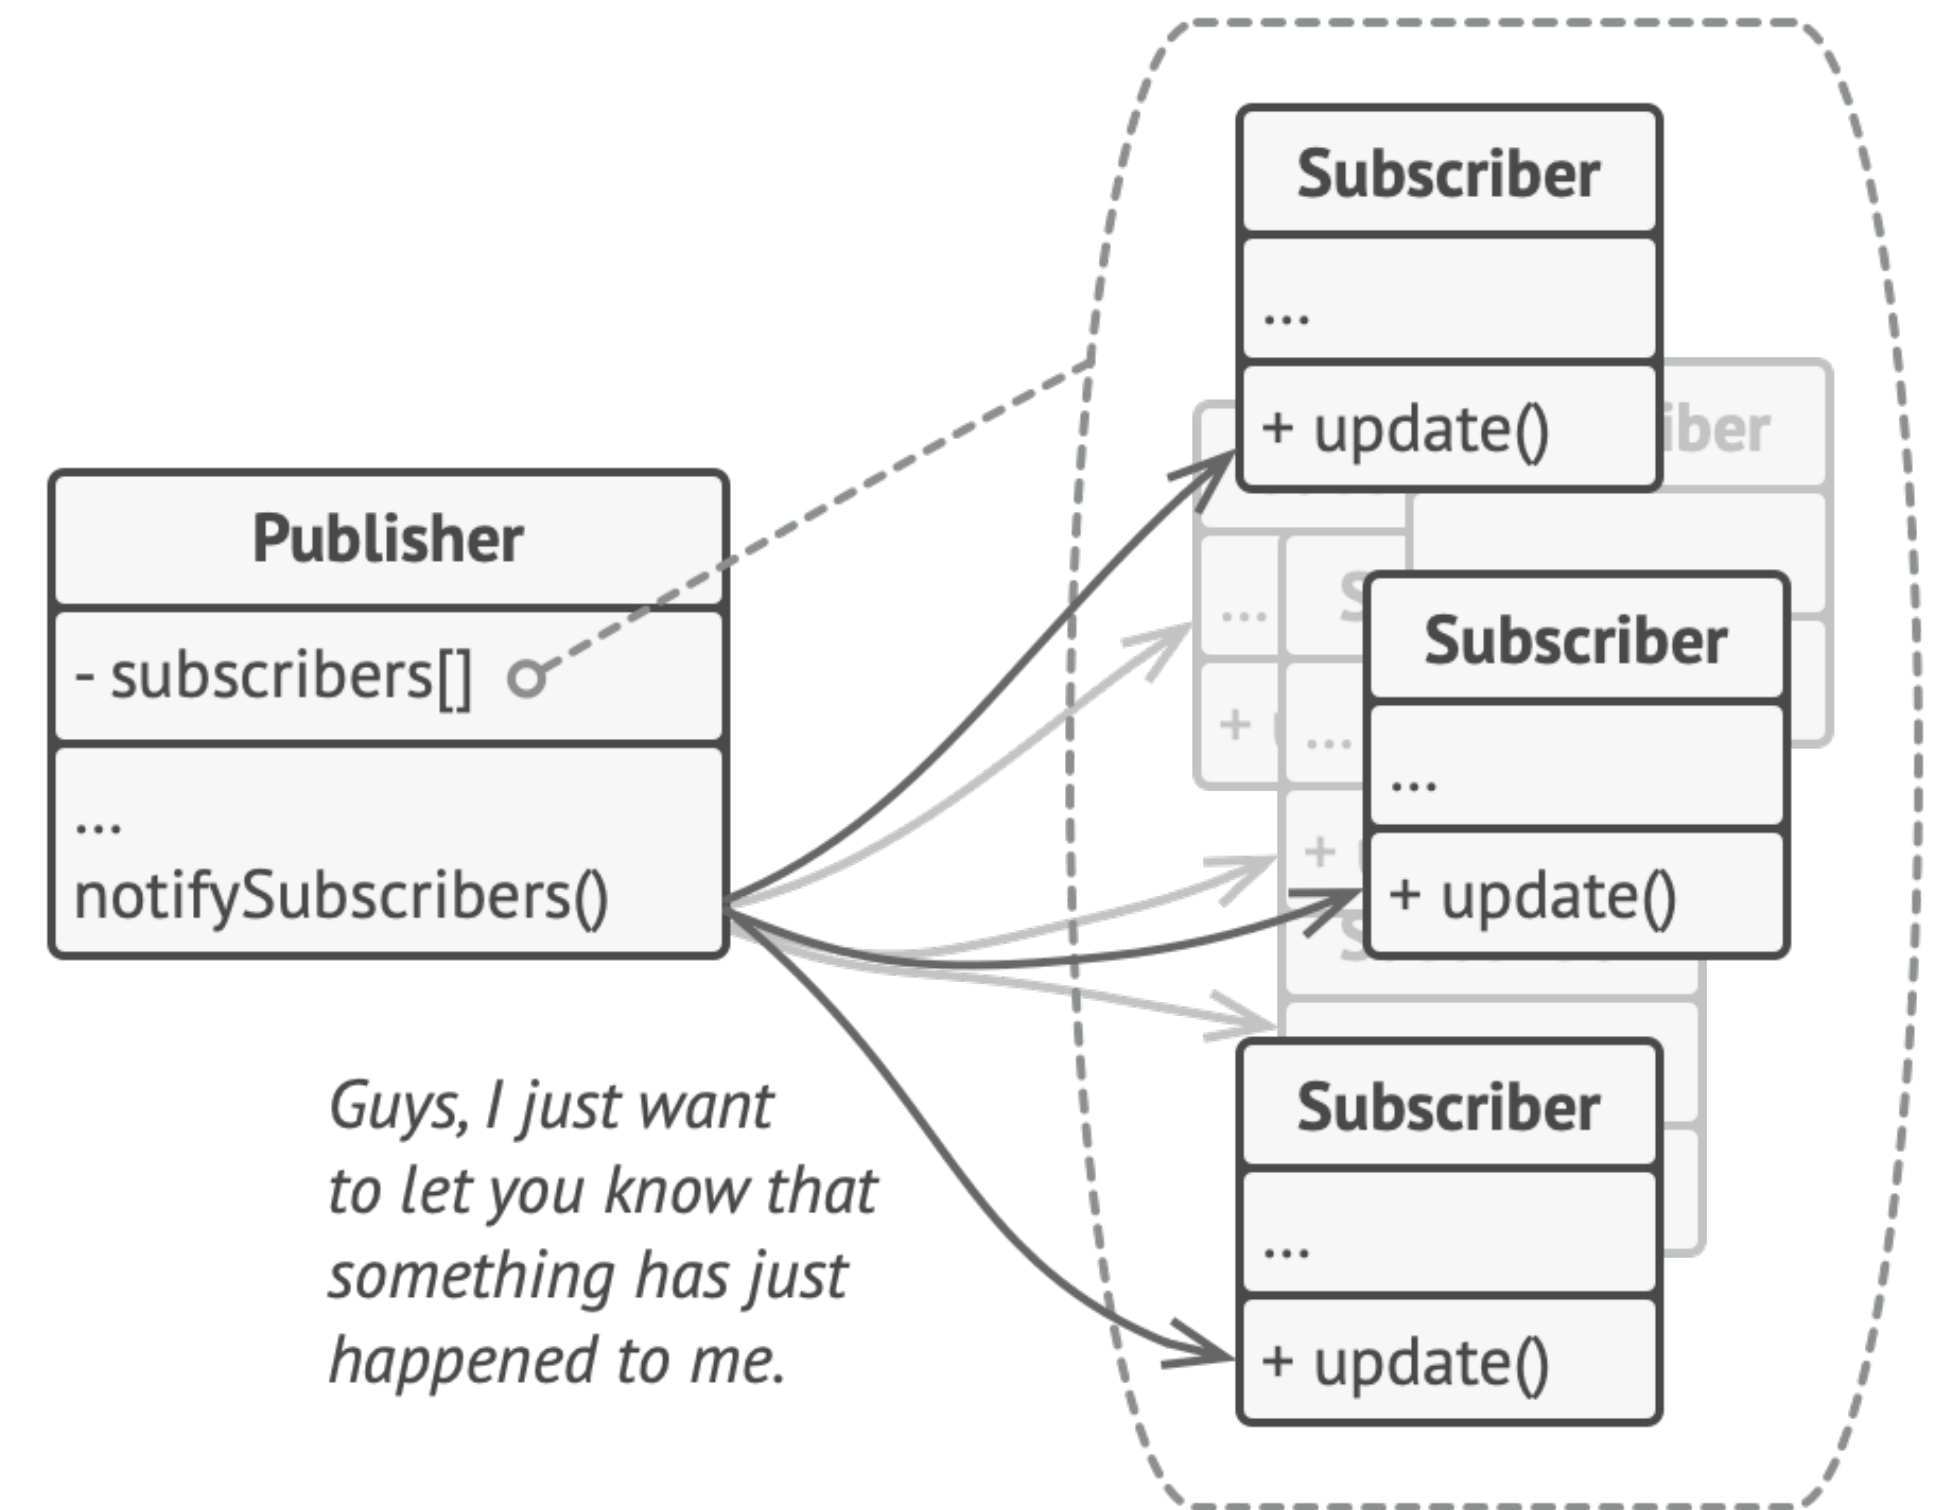 Publisher
- subscribers[]
...
notifySubscribers()
Guys, I just want
to let you know that
something has just
happened to me.
Subscriber
...
+ update()
Subscriber
...
+ update()
Subscriber
...
+ update()
...
+
...
+